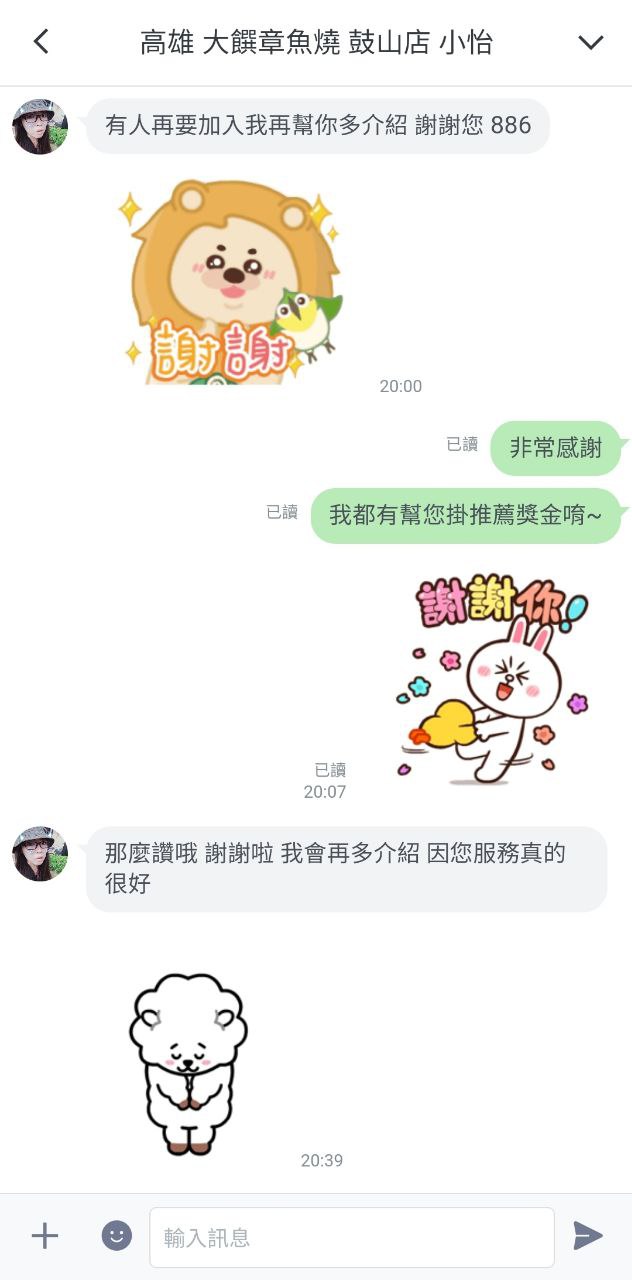 高雄 大饌章魚燒 鼓山店 小怡
有人再要加入我再幫你多介紹 謝謝您 886
謝謝
20:00
已讀
非常感謝
已讀
我都有幫您掛推薦獎金唷~
謝謝你!
已讀
20:07
那麼讚哦 謝謝啦 我會再多介紹 因您服務真的
很好
20:39
輸入訊息